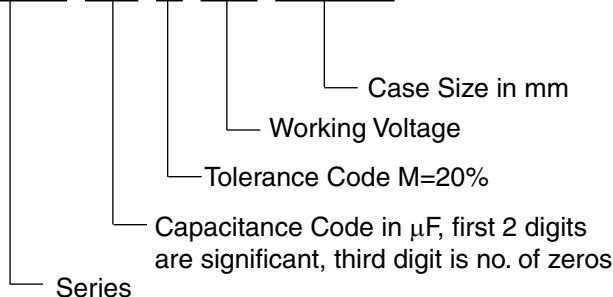 Case Size in mm
Working Voltage
Tolerance Code M=20%
Capacitance Code in μF, first 2 digits
are significant, third digit is no. of zeros
Series